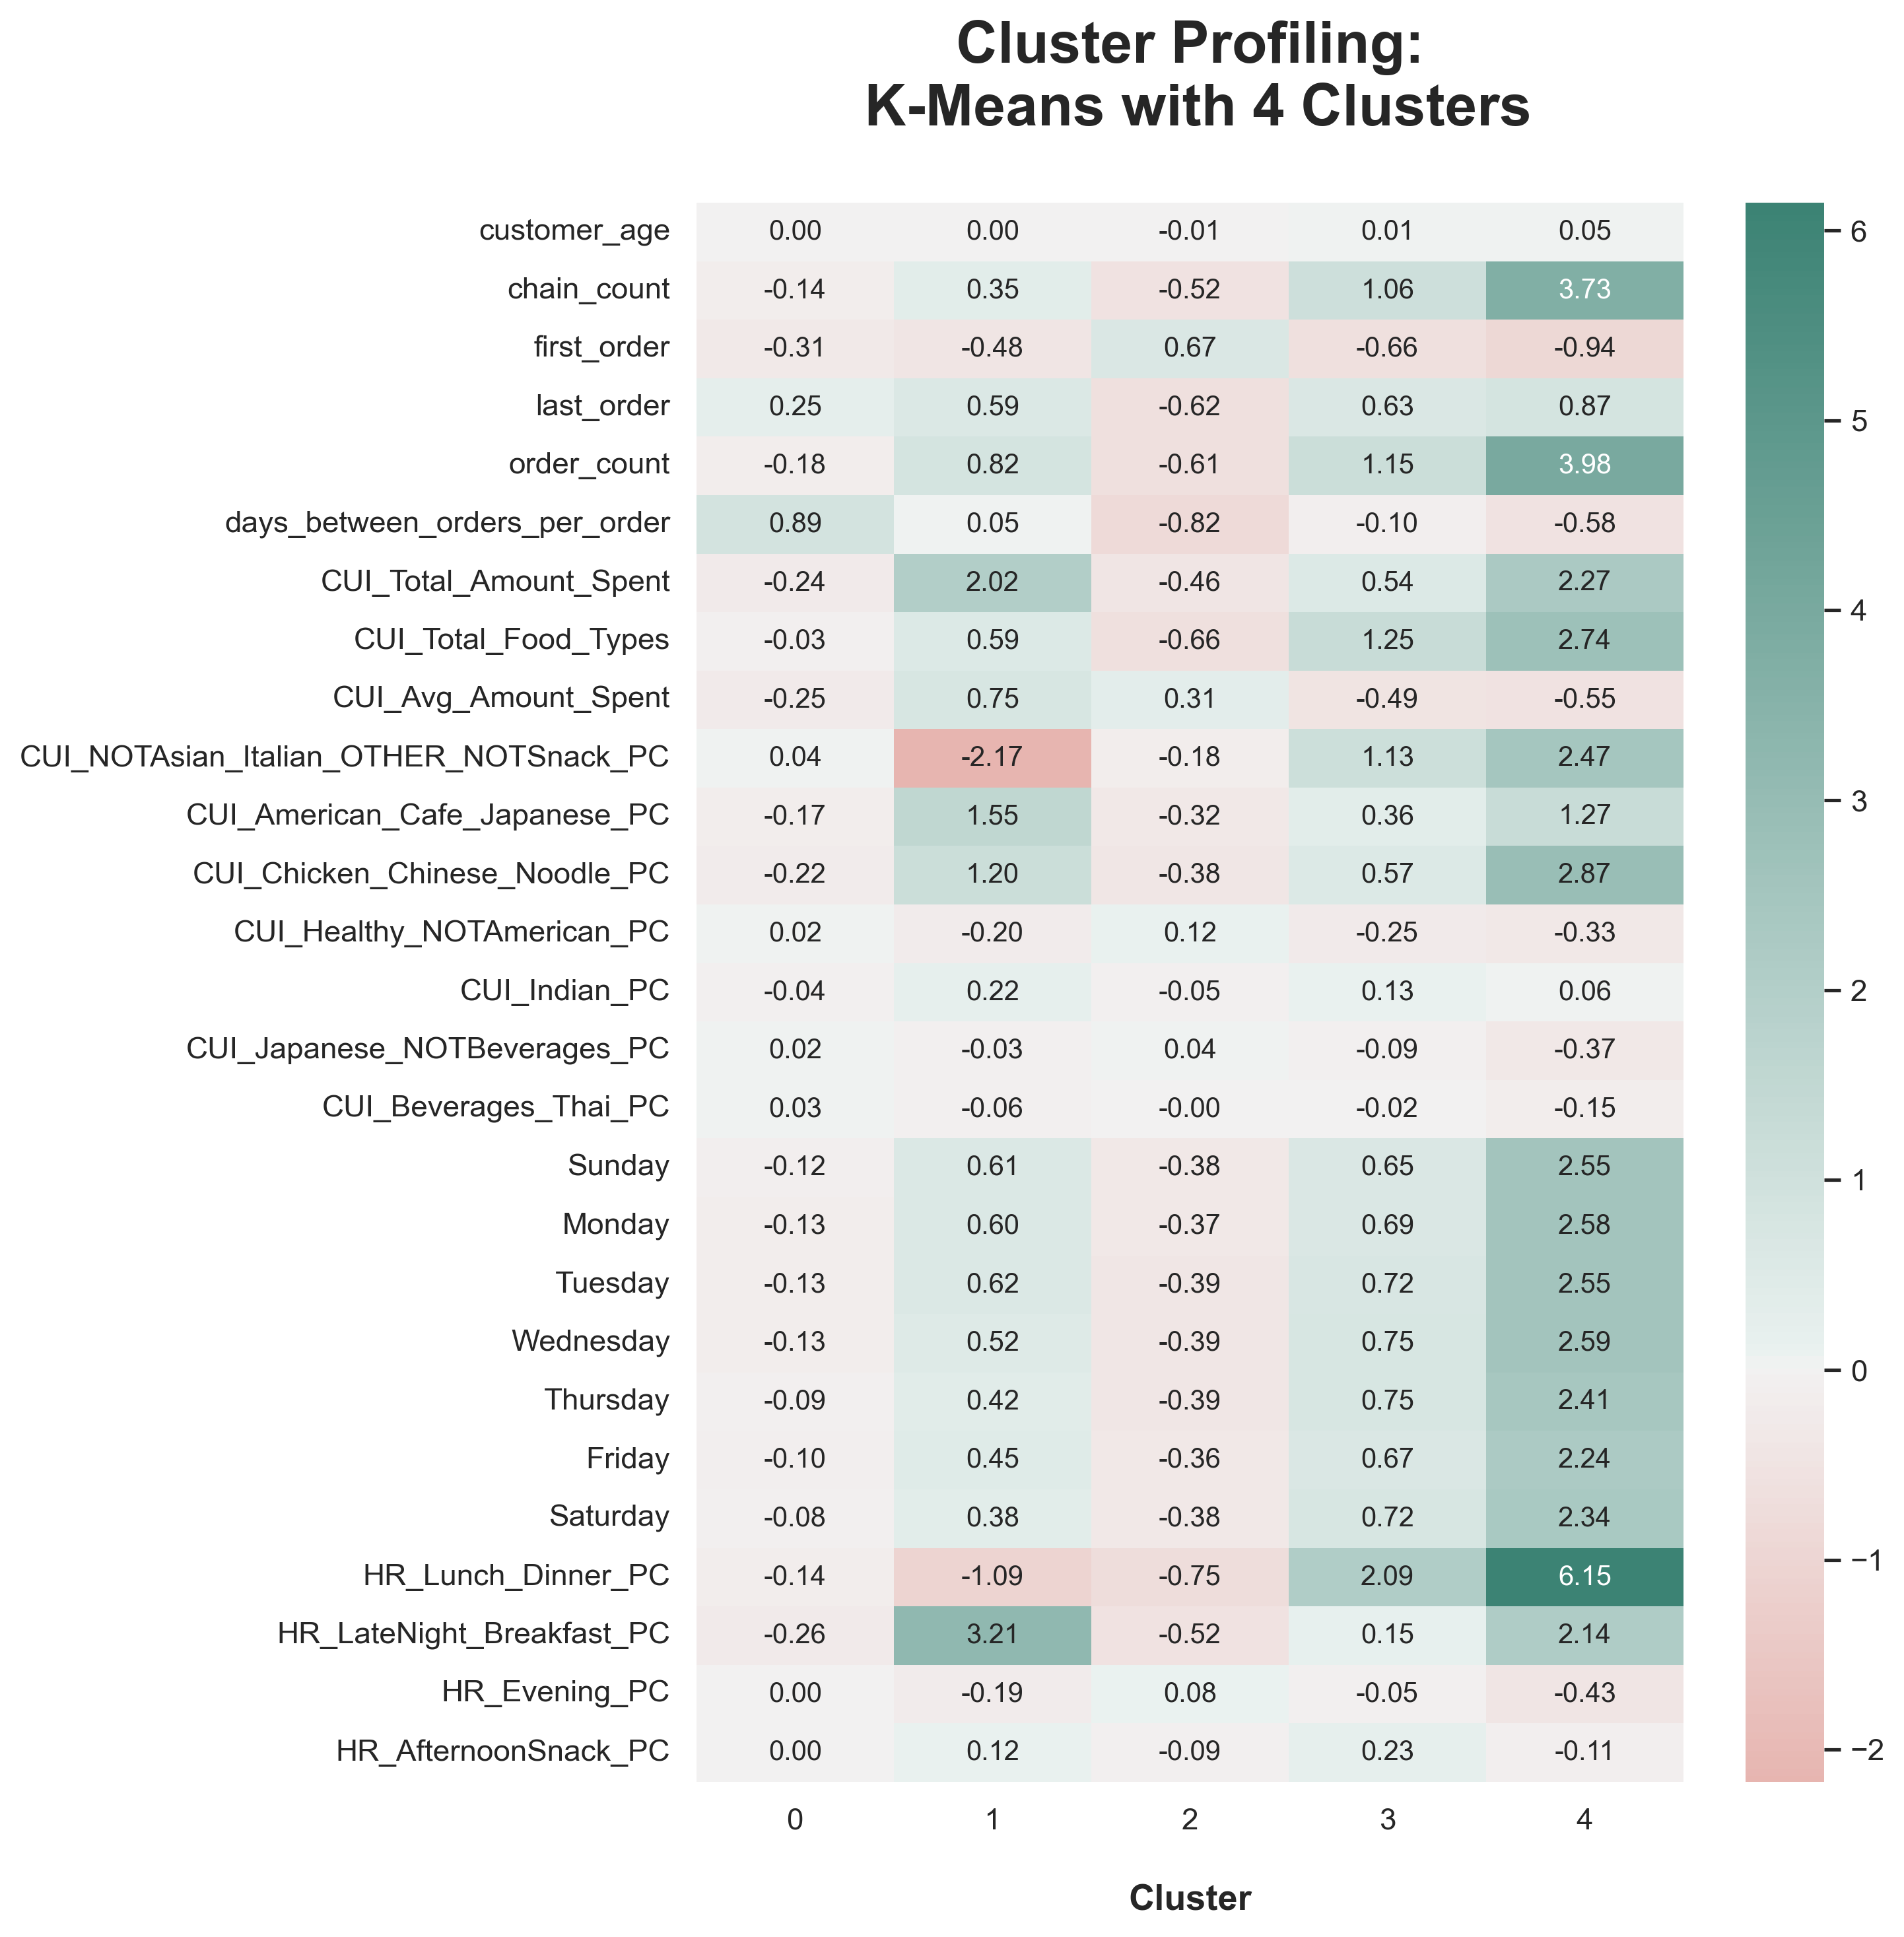 Cluster Profiling:
K-Means with 4 Clusters
customer_age 0.00 0.00 -0.01 0.01 0.05
chain_count -0.14 0.35 -0.52 1.06 3.73
first_order -0.31 -0.48 0.67 -0.66 -0.94
last_order 0.25 0.59 -0.62 0.63 0.87
order_count -0.18 0.82 -0.61 1.15 3.98
days_between_orders_per_order 0.89 0.05 -0.82 -0.10 -0.58
CUI_Total_Amount_Spent -0.24 2.02 -0.46 0.54 2.27
CUI_Total_Food_Types -0.03 0.59 -0.66 1.25 2.74
CUI_Avg_Amount_Spent -0.25 0.75 0.31 -0.49 -0.55
CUI_NOTAsian_Italian_OTHER_NOTSnack_PC 0.04 -2.17 -0.18 1.13 2.47
CUI_American_Cafe_Japanese_PC -0.17 1.55 -0.32 0.36 1.27
CUI_Chicken_Chinese_Noodle_PC -0.22 1.20 -0.38 0.57 2.87
CUI_Healthy_NOTAmerican_PC 0.02 -0.20 0.12 -0.25 -0.33
CUI_Indian_PC -0.04 0.22 -0.05 0.13 0.06
CUI_Japanese_NOTBeverages_PC 0.02 -0.03 0.04 -0.09 -0.37
CUI_Beverages_Thai_PC 0.03 -0.06 -0.00 -0.02 -0.15
Sunday -0.12 0.61 -0.38 0.65 2.55
Monday -0.13 0.60 -0.37 0.69 2.58
Tuesday -0.13 0.62 -0.39 0.72 2.55
Wednesday -0.13 0.52 -0.39 0.75 2.59
Thursday -0.09 0.42 -0.39 0.75 2.41
Friday -0.10 0.45 -0.36 0.67 2.24
Saturday -0.08 0.38 -0.38 0.72 2.34
HR_Lunch_Dinner_PC -0.14 -1.09 -0.75 2.09 6.15
HR_LateNight_Breakfast_PC -0.26 3.21 -0.52 0.15 2.14
HR_Evening_PC 0.00 -0.19 0.08 -0.05 -0.43
HR_AfternoonSnack_PC 0.00 0.12 -0.09 0.23 -0.11
0 1 2 3 4
Cluster
6
5
4
3
2
1
0
−1
−2